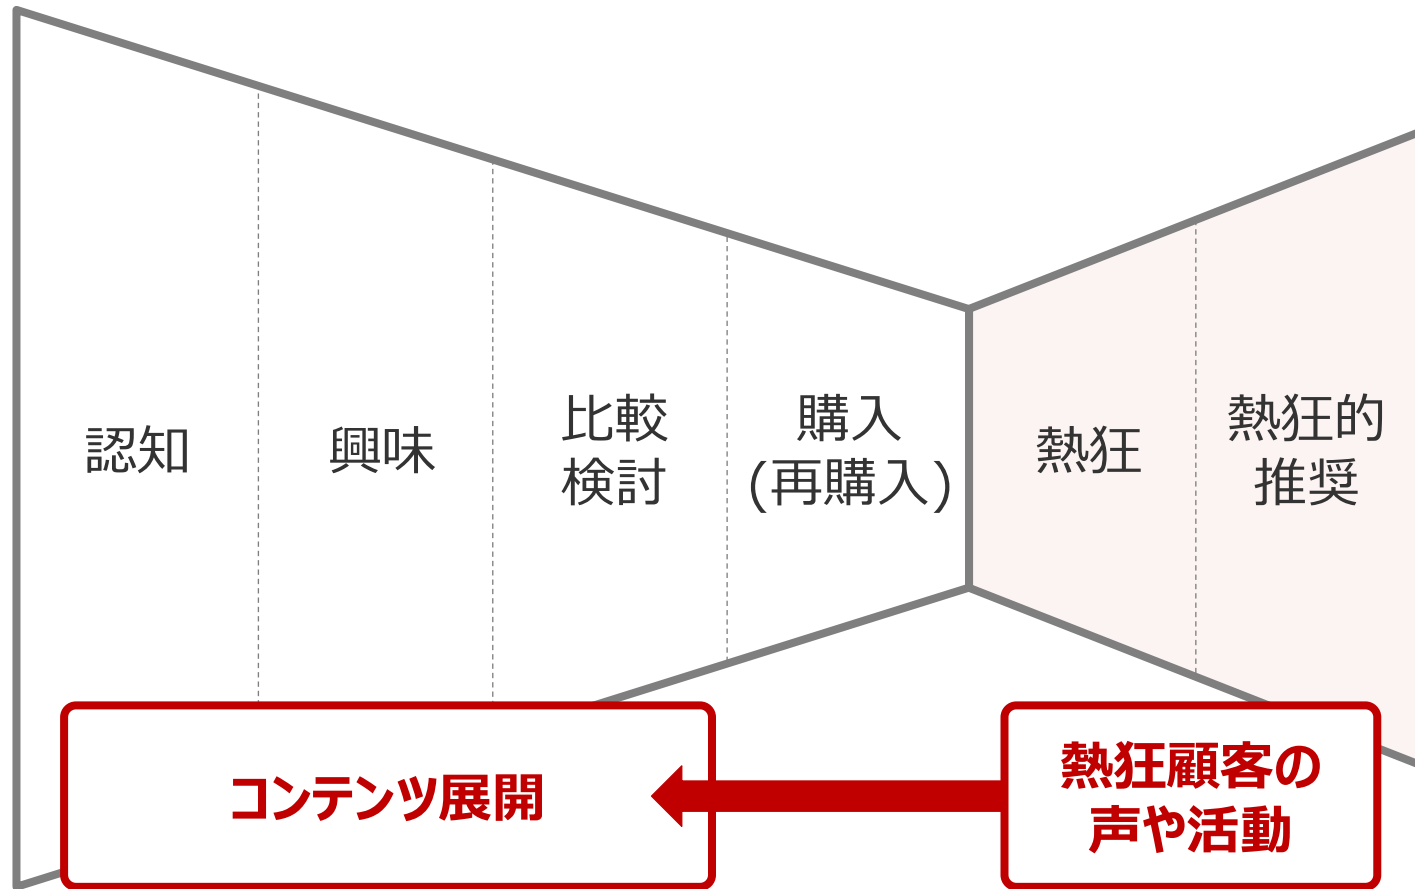 認知
興味
比較
検討
購入
(再購入)
熱狂
熱狂的
推奨
コンテンツ展開
熱狂顧客の
声や活動